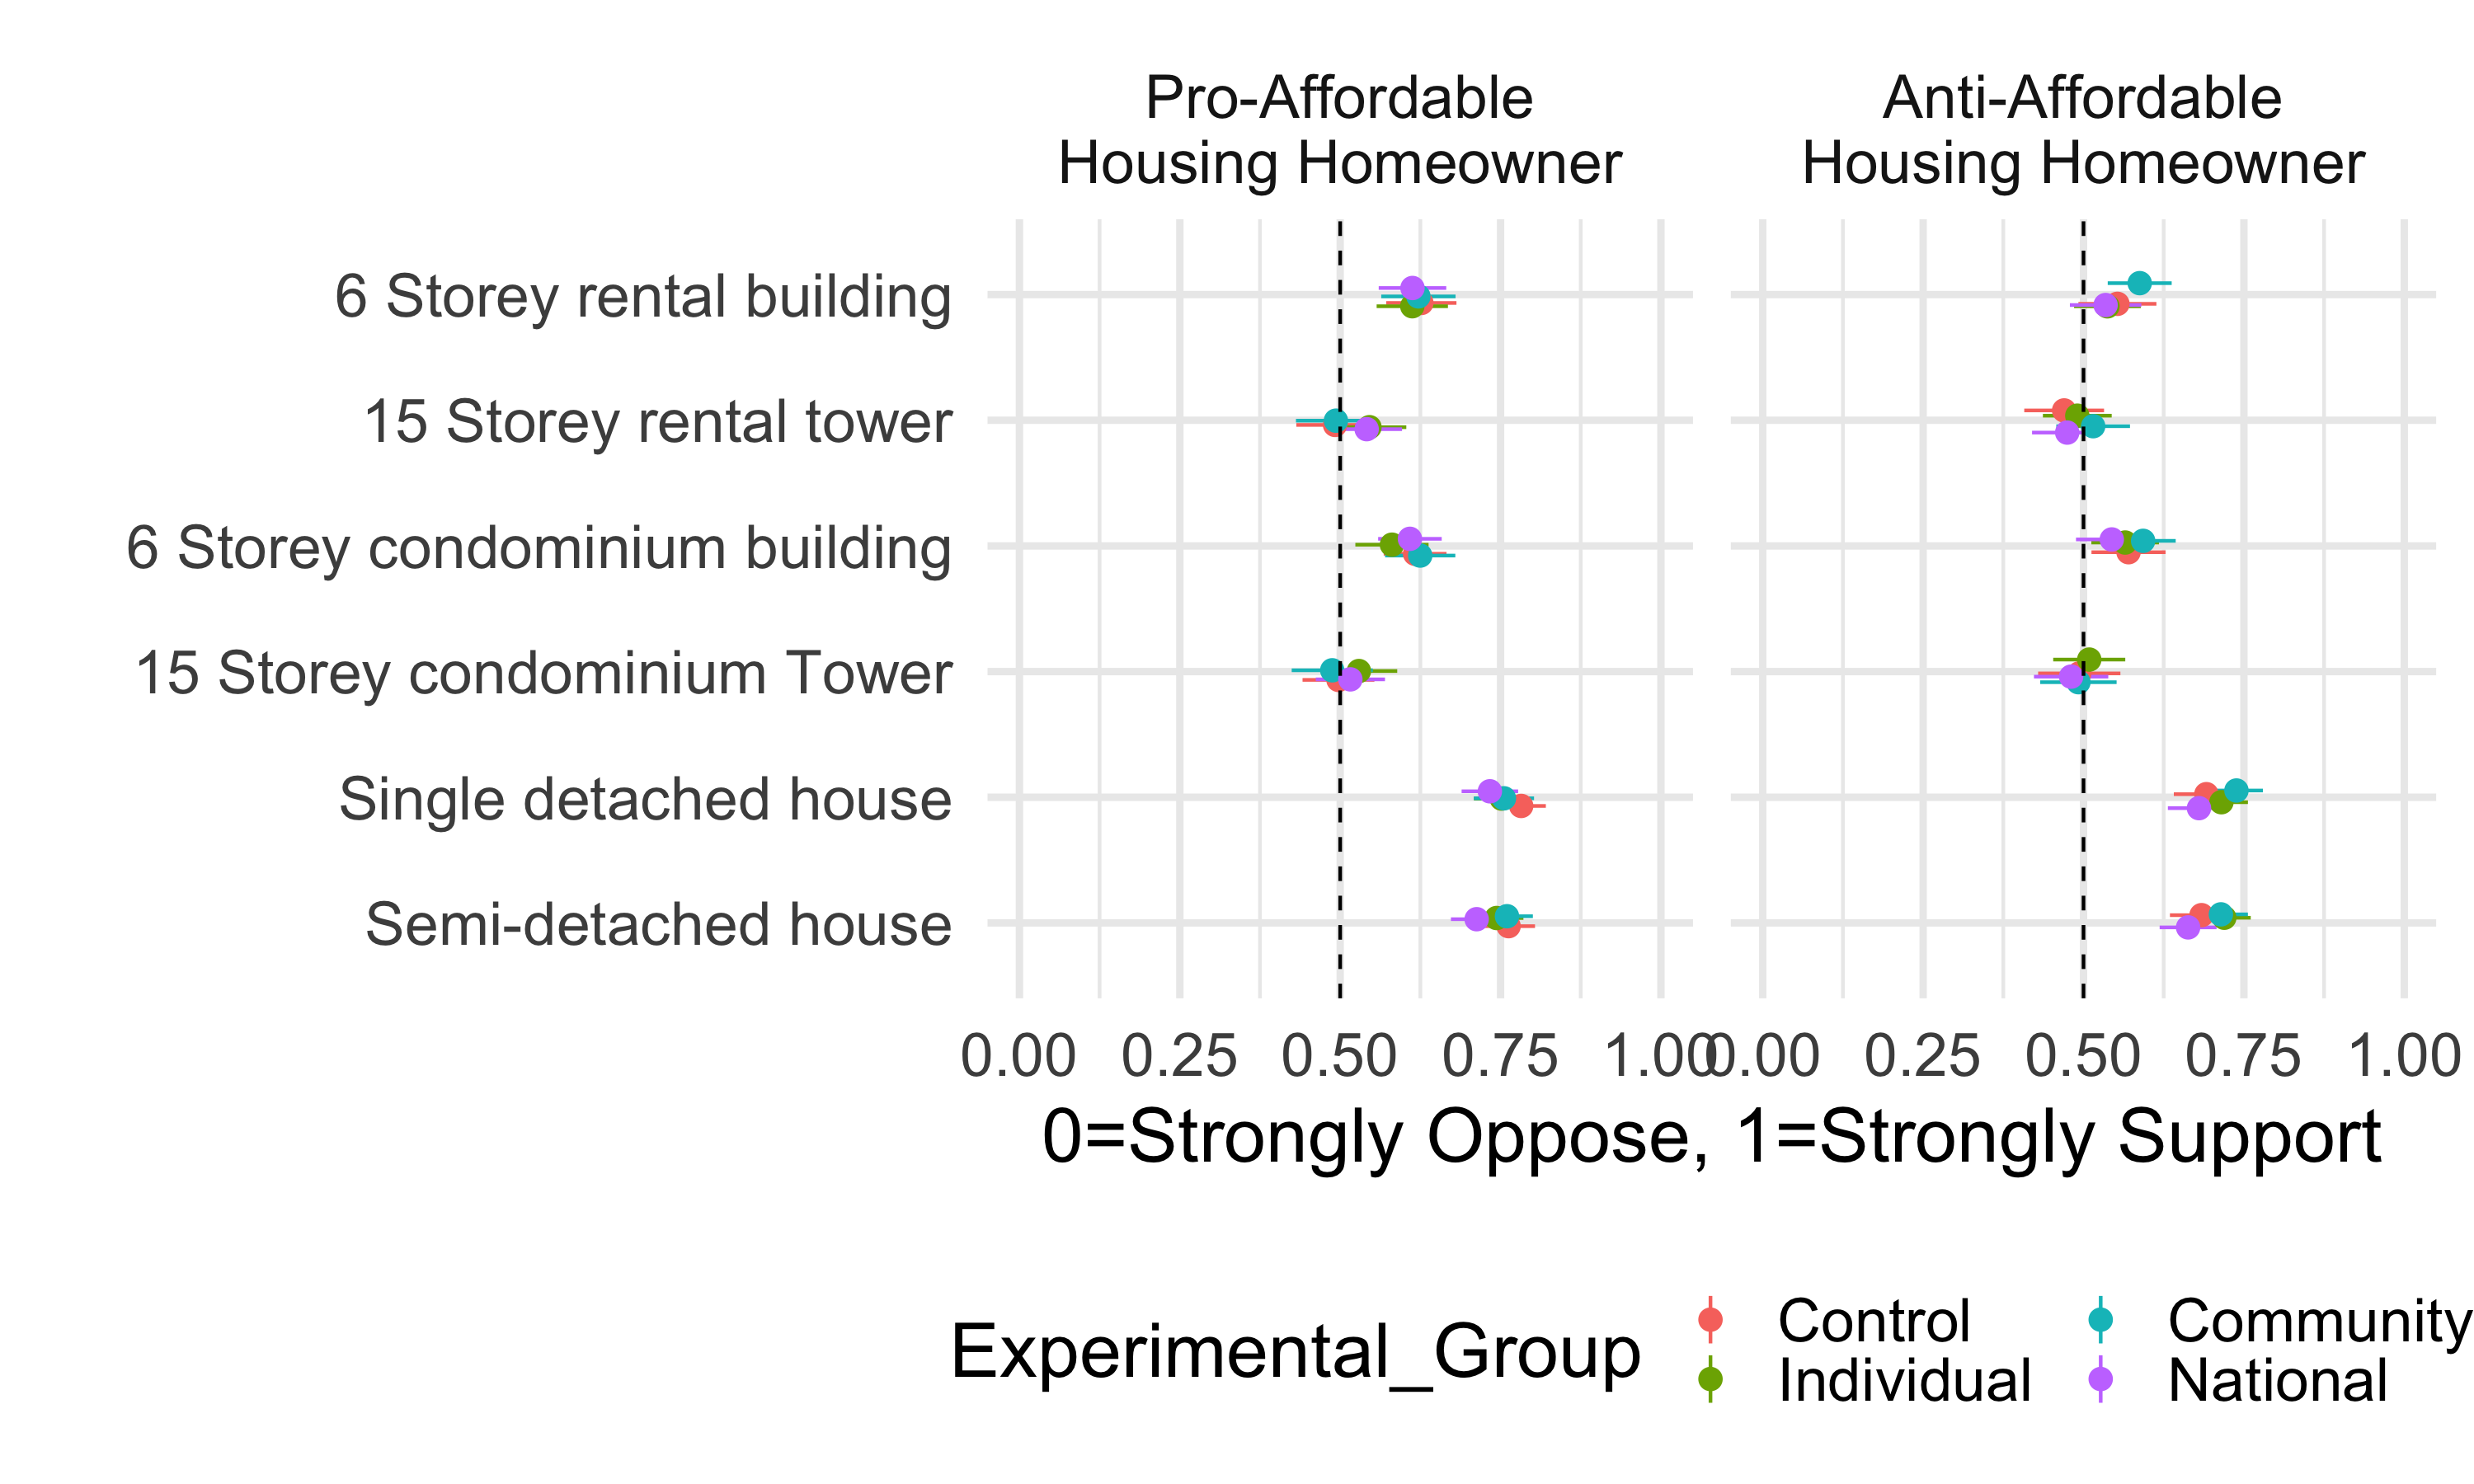 Pro-Affordable
Housing Homeowner
Anti-Affordable
Housing Homeowner
6 Storey rental building
15 Storey rental tower
6 Storey condominium building
15 Storey condominium Tower
Single detached house
Semi-detached house
0.00 0.25 0.50 0.75 1.00 0.00 0.25 0.50 0.75 1.00
0=Strongly Oppose, 1=Strongly Support
Experimental_Group
Control
Individual
Community
National